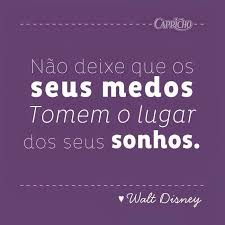 CAPRICHO
Não deixe que os
seus medos
Tomem o lugar
dos seus sonhos.
♥ Walt Disney